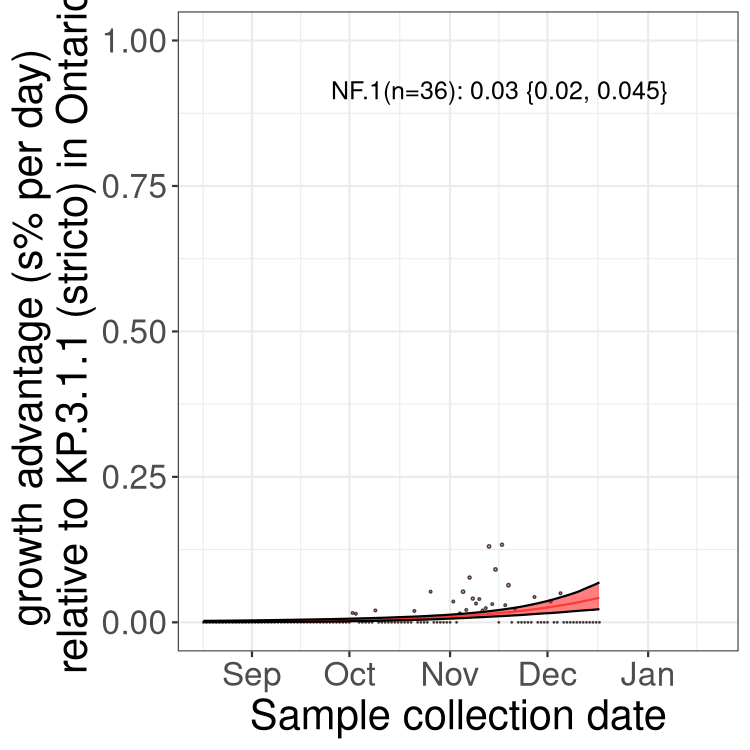 growth advantage (s% per day)
relative to KP.3.1.1 (stricto) in Ontario
1.00
0.75
0.50
0.25
0.00
NF.1(n=36): 0.03 {0.02, 0.045}
Sep Oct Nov Dec Jan
Sample collection date